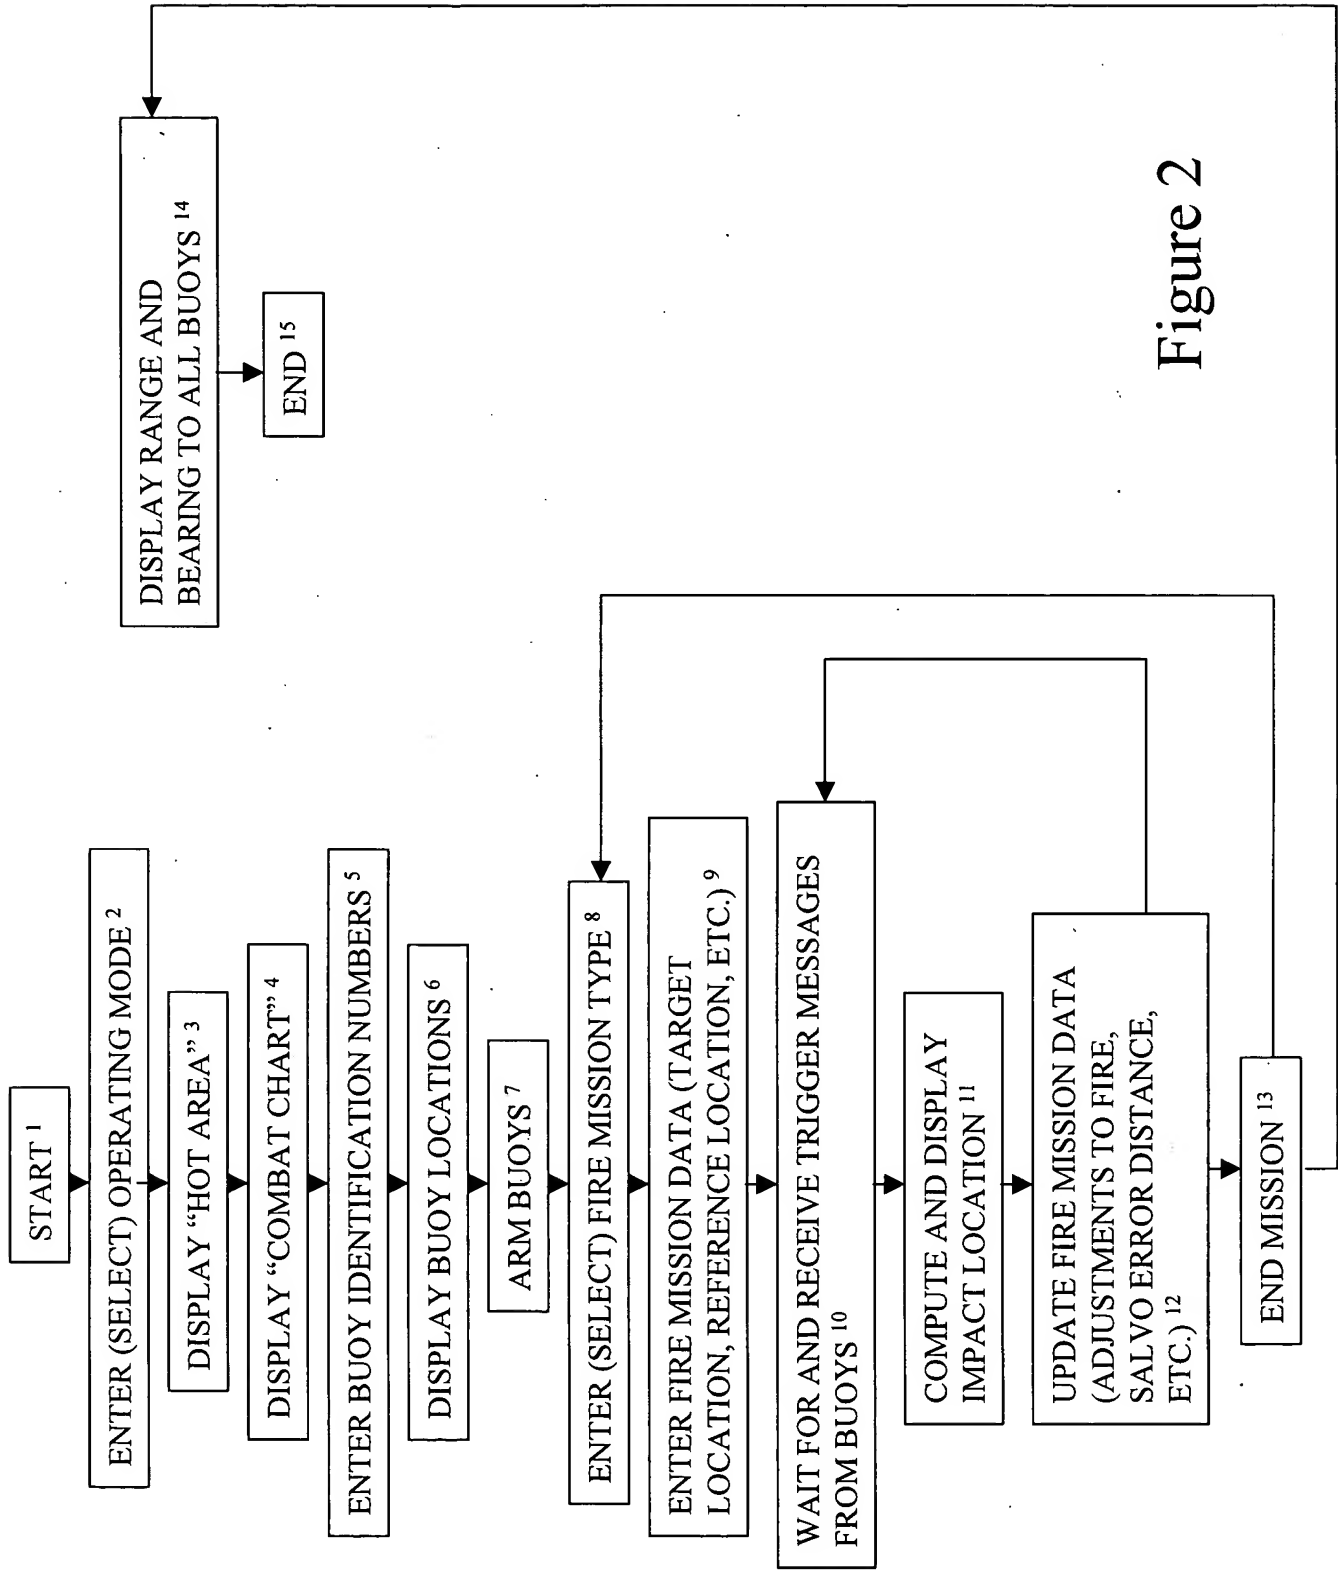 START 1
ENTER (SELECT) OPERATING MODE 2
DISPLAY “HOT AREA” 3
DISPLAY “COMBAT CHART” 4
ENTER BUOY IDENTIFICATION NUMBERS 5
DISPLAY BUOY LOCATIONS 6
ARM BUOYS 7
ENTER (SELECT) FIRE MISSION TYPE 8
ENTER FIRE MISSION DATA (TARGET
LOCATION, REFERENCE LOCATION, ETC.) 9
WAIT FOR AND RECEIVE TRIGGER MESSAGES
FROM BUOYS 10
COMPUTE AND DISPLAY
IMPACT LOCATION 11
UPDATE FIRE MISSION DATA
(ADJUSTMENTS TO FIRE,
SALVO ERROR DISTANCE,
ETC.) 12
END MISSION 13
DISPLAY RANGE AND
BEARING TO ALL BUOYS 14
END 15
Figure 2